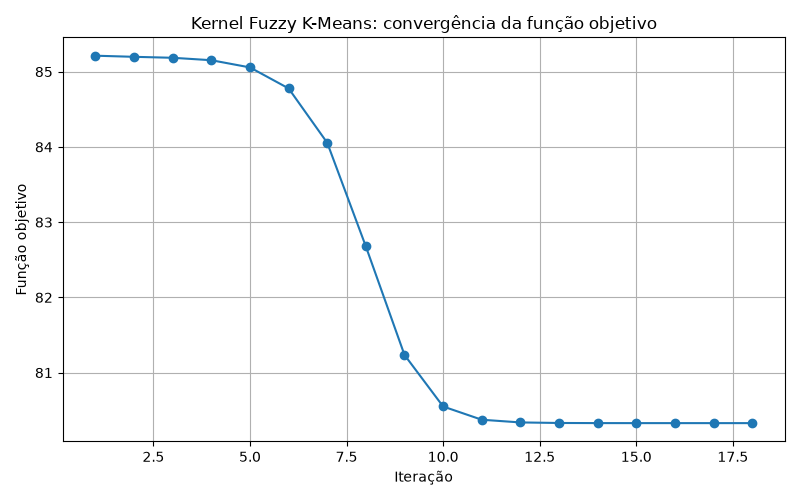 Kernel Fuzzy K-Means: convergência da função objetivo
85
84
83
82
81
Função objetivo
2.5 5.0 7.5 10.0 12.5 15.0 17.5
Iteração